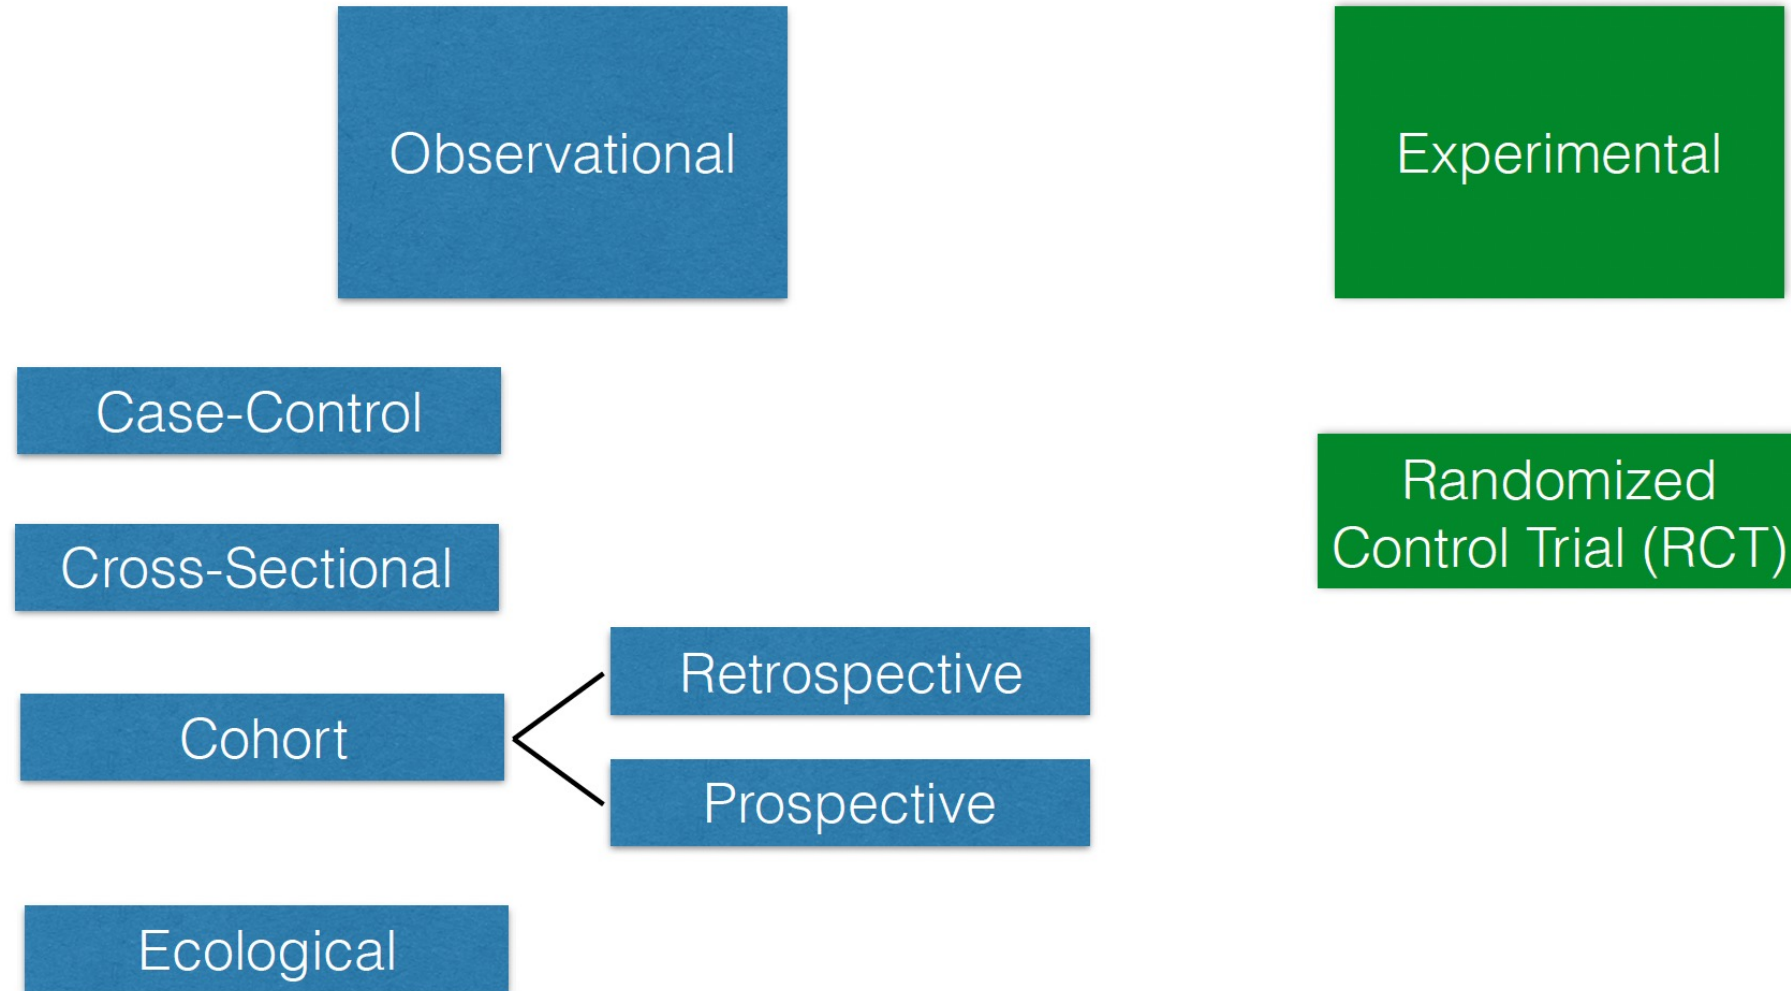 Observational
Experimental
Case-Control
Randomized
Control Trial (RCT)
Cross-Sectional
Retrospective
Cohort
Prospective
Ecological